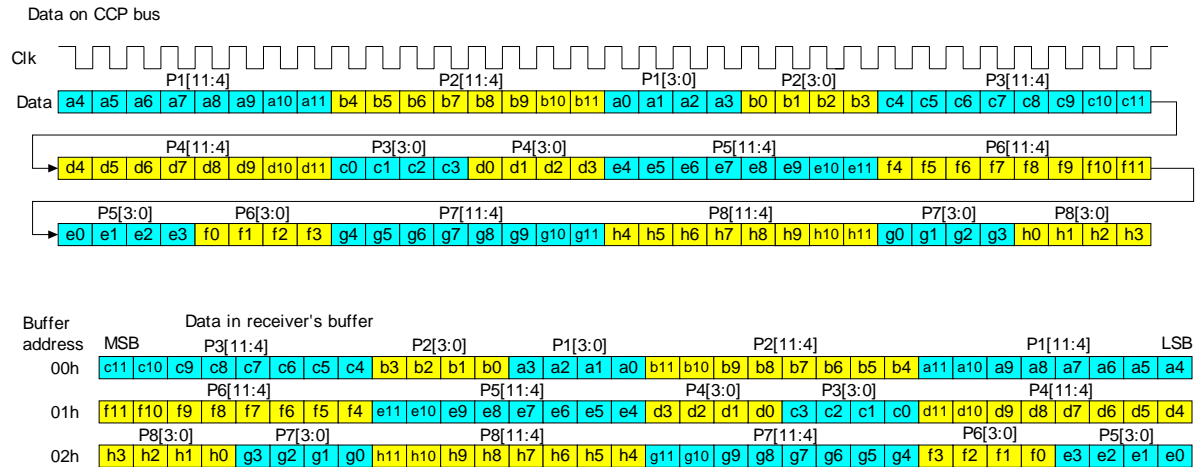 Data on CCP bus
Clk
P1[11:4] P2[11:4] P1[3:0] P2[3:0] P3[11:4]
Data a4 a5 a6 a7 a8 a9 a10 a11 b4 b5 b6 b7 b8 b9 b10 b11 a0 a1 a2 a3 b0 b1 b2 b3 c4 c5 c6 c7 c8 c9 c10 c11
P4[11:4] P3[3:0] P4[3:0] P5[11:4] P6[11:4]
d4 d5 d6 d7 d8 d9 d10 d11 c0 c1 c2 c3 d0 d1 d2 d3 e4 e5 e6 e7 e8 e9 e10 e11 f4 f5 f6 f7 f8 f9 f10 f11
P5[3:0] P6[3:0] P7[11:4] P8[11:4] P7[3:0] P8[3:0]
e0 e1 e2 e3 f0 f1 f2 f3 g4 g5 g6 g7 g8 g9 g10 g11 h4 h5 h6 h7 h8 h9 h10 h11 g0 g1 g2 g3 h0 h1 h2 h3
Buffer Data in receiver's buffer
address MSB P3[11:4] P2[3:0] P1[3:0] P2[11:4] P1[11:4] LSB
00h c11 c10 c9 c8 c7 c6 c5 c4 b3 b2 b1 b0 a3 a2 a1 a0 b11 b10 b9 b8 b7 b6 b5 b4 a11 a10 a9 a8 a7 a6 a5 a4
P6[11:4] P5[11:4] P4[3:0] P3[3:0] P4[11:4]
01h f11 f10 f9 f8 f7 f6 f5 f4 e11 e10 e9 e8 e7 e6 e5 e4 d3 d2 d1 d0 c3 c2 c1 c0 d11 d10 d9 d8 d7 d6 d5 d4
P8[3:0] P7[3:0] P8[11:4] P7[11:4] P6[3:0] P5[3:0]
02h h3 h2 h1 h0 g3 g2 g1 g0 h11 h10 h9 h8 h7 h6 h5 h4 g11 g10 g9 g8 g7 g6 g5 g4 f3 f2 f1 f0 e3 e2 e1 e0